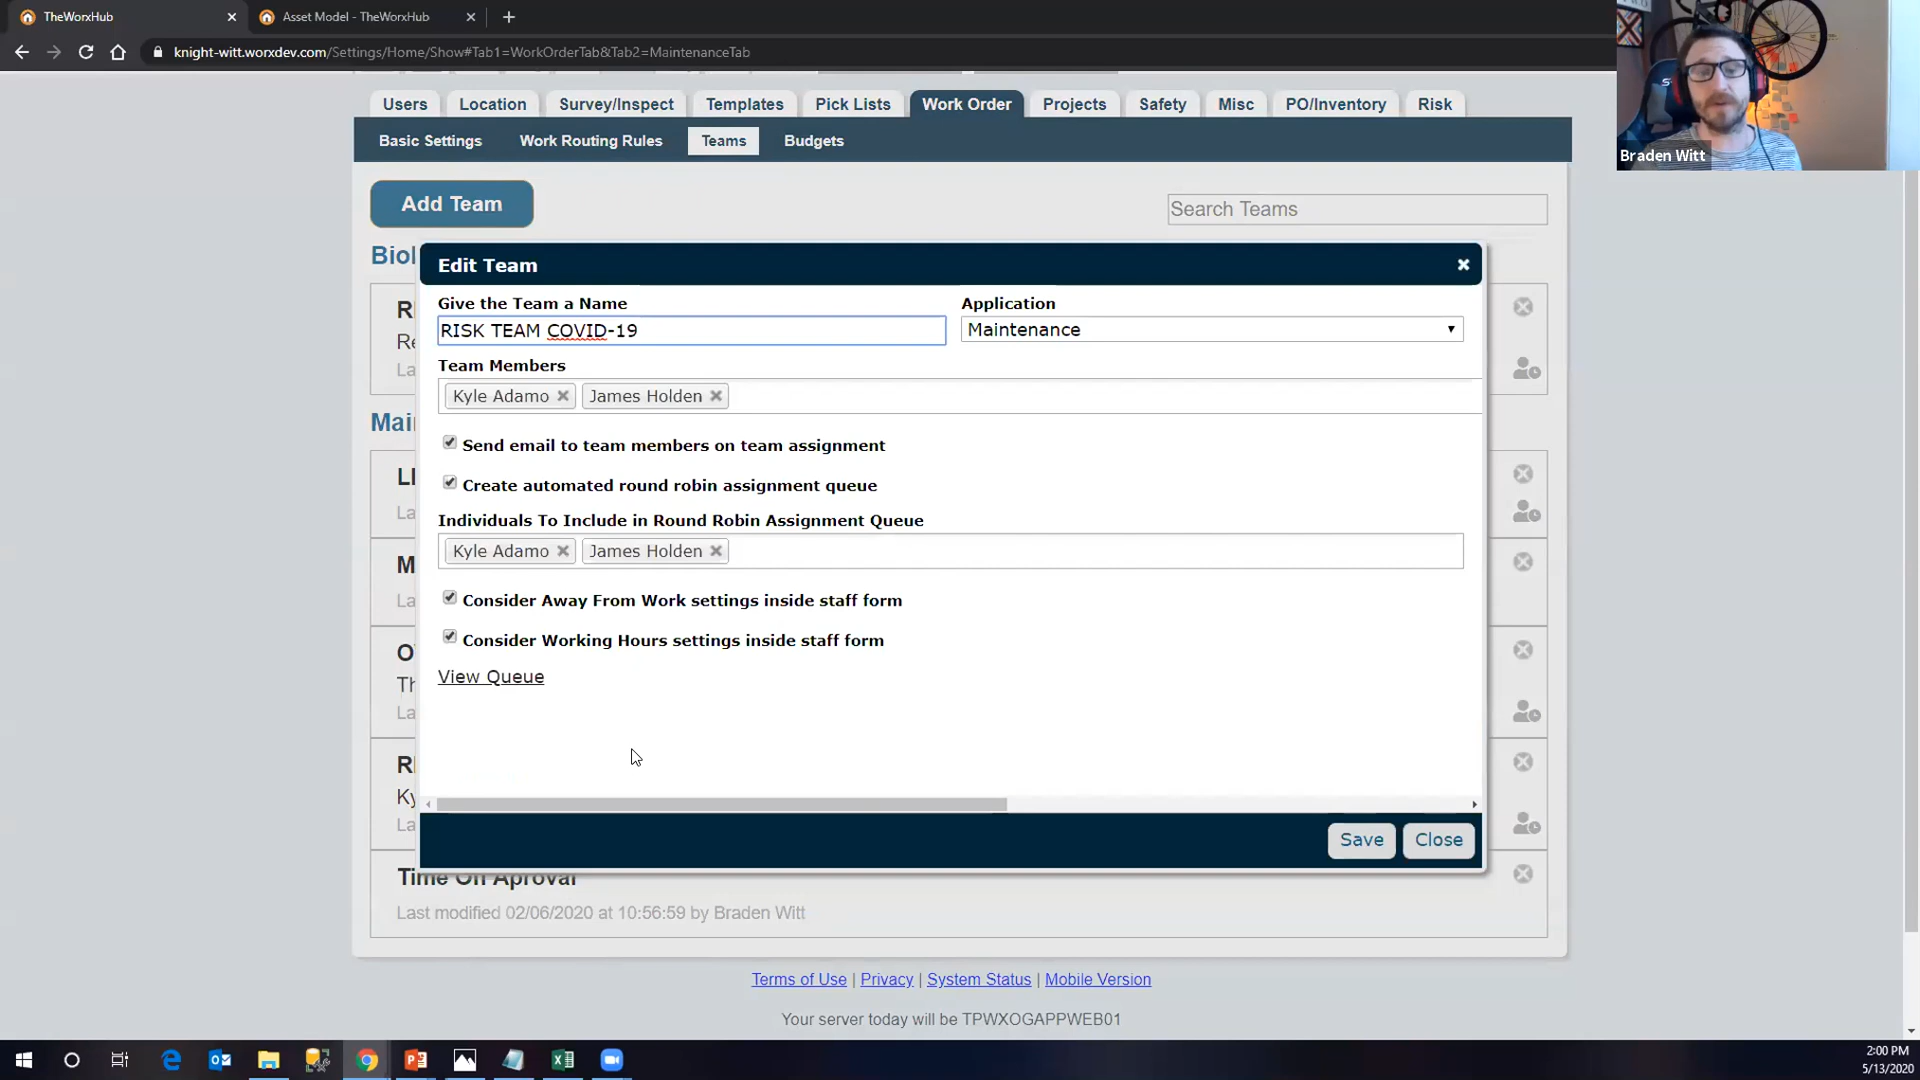 TheWorxHub
Asset Model - TheWorxHub
knight-witt.worxdev.com/Settings/Home/Show#Tab1=WorkOrderTab&Tab2=MaintenanceTab
Braden Witt
Users Location Survey/Inspect Templates Pick Lists Work Order Projects Safety Misc PO/Inventory Risk
Basic Settings Work Routing Rules Teams Budgets
Add Team
Search Teams
Edit Team
Give the Team a Name
Application
RISK TEAM COVID-19
Maintenance
Team Members
Kyle Adamo James Holden
Send email to team members on team assignment
Create automated round robin assignment queue
Individuals To Include in Round Robin Assignment Queue
Kyle Adamo James Holden
Consider Away From Work settings inside staff form
Consider Working Hours settings inside staff form
View Queue
Save Close
Time Off Aproval
Last modified 02/06/2020 at 10:56:59 by Braden Witt
Terms of Use | Privacy | System Status | Mobile Version
Your server today will be TPWXOGAPPWEB01
2:00 PM
5/13/2020